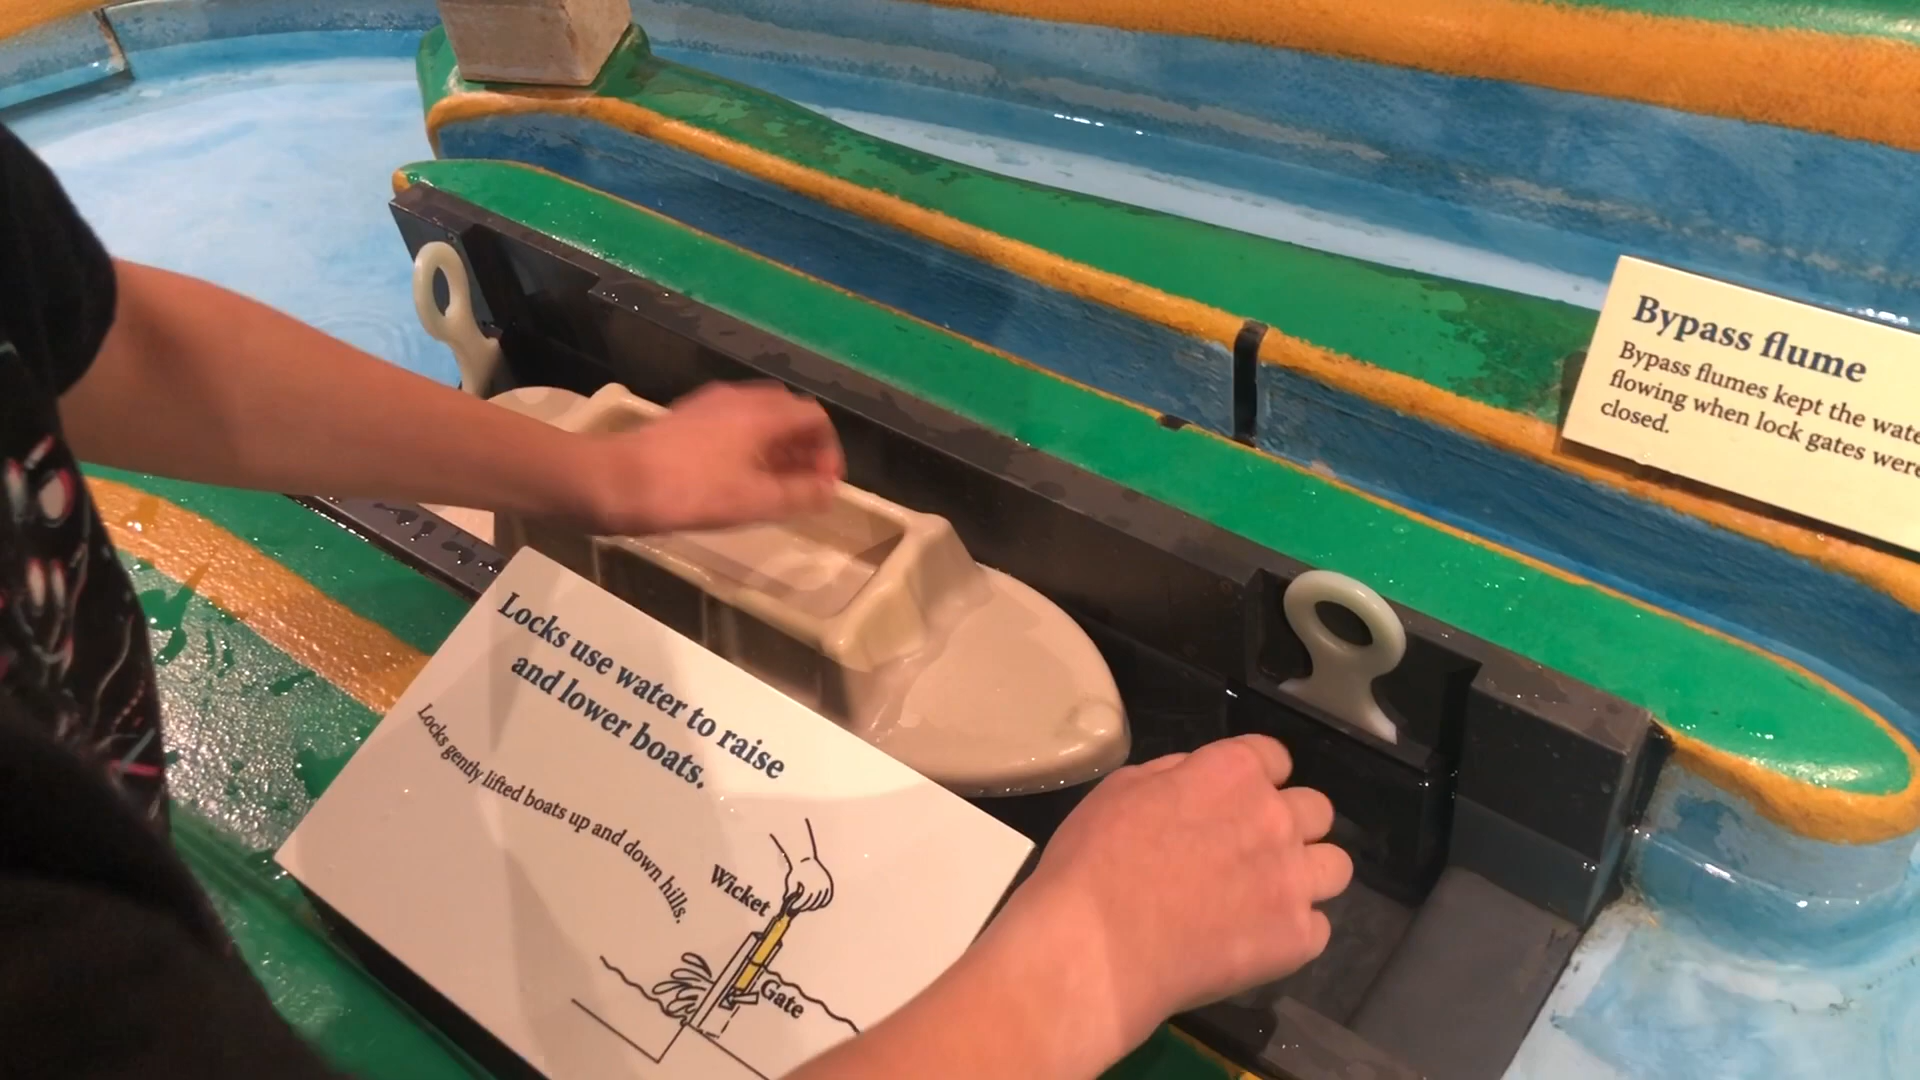 Bypass flume
Bypass flumes kept the wate
flowing when lock gates were
closed.
Locks use water to raise
and lower boats.
Locks gently lifted boats up and down hills.
Wicket
Gate